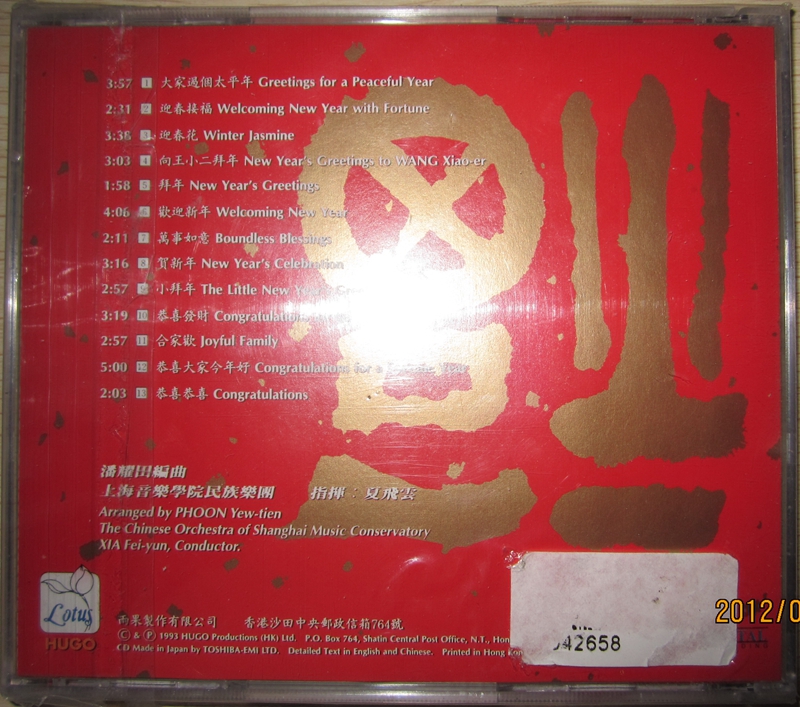 3:57 1 大家過個太平年 Greetings for a Peaceful Year
2:31 2 迎春接福 Welcoming New Year with Fortune
3:38 3 迎春花 Winter Jasmine
3:03 4 向王小二拜年 New Year's Greetings to WANG Xiao-er
1:58 5 拜年 New Year's Greetings
4:06 6 歡迎新年 Welcoming New Year
2:11 7 萬事如意 Boundless Blessings
3:16 8 賀新年 New Year's Celebration
2:57 9 小拜年 The Little New Year's
3:19 10 恭喜發財 Congratulations
2:57 11 合家歡 Joyful Family
5:00 12 恭喜大家今年好 Congratulations for a Year
2:03 13 恭喜恭喜 Congratulations
潘耀田編曲
上海音樂學院民族樂團 指揮：夏飛雲
Arranged by PHOON Yew-tien
The Chinese Orchestra of Shanghai Music Conservatory
XIA Fei-yun, Conductor.
Lotus
HUGO
雨果製作有限公司 香港沙田中央郵政信箱764號
© & ℗ 1993 HUGO Productions (HK) Ltd. P.O. Box 764, Shatin Central Post Office, N.T., Hon
CD Made in Japan by TOSHIBA-EMI LTD. Detailed Text in English and Chinese. Printed in Hong Kon
42658
2012/0